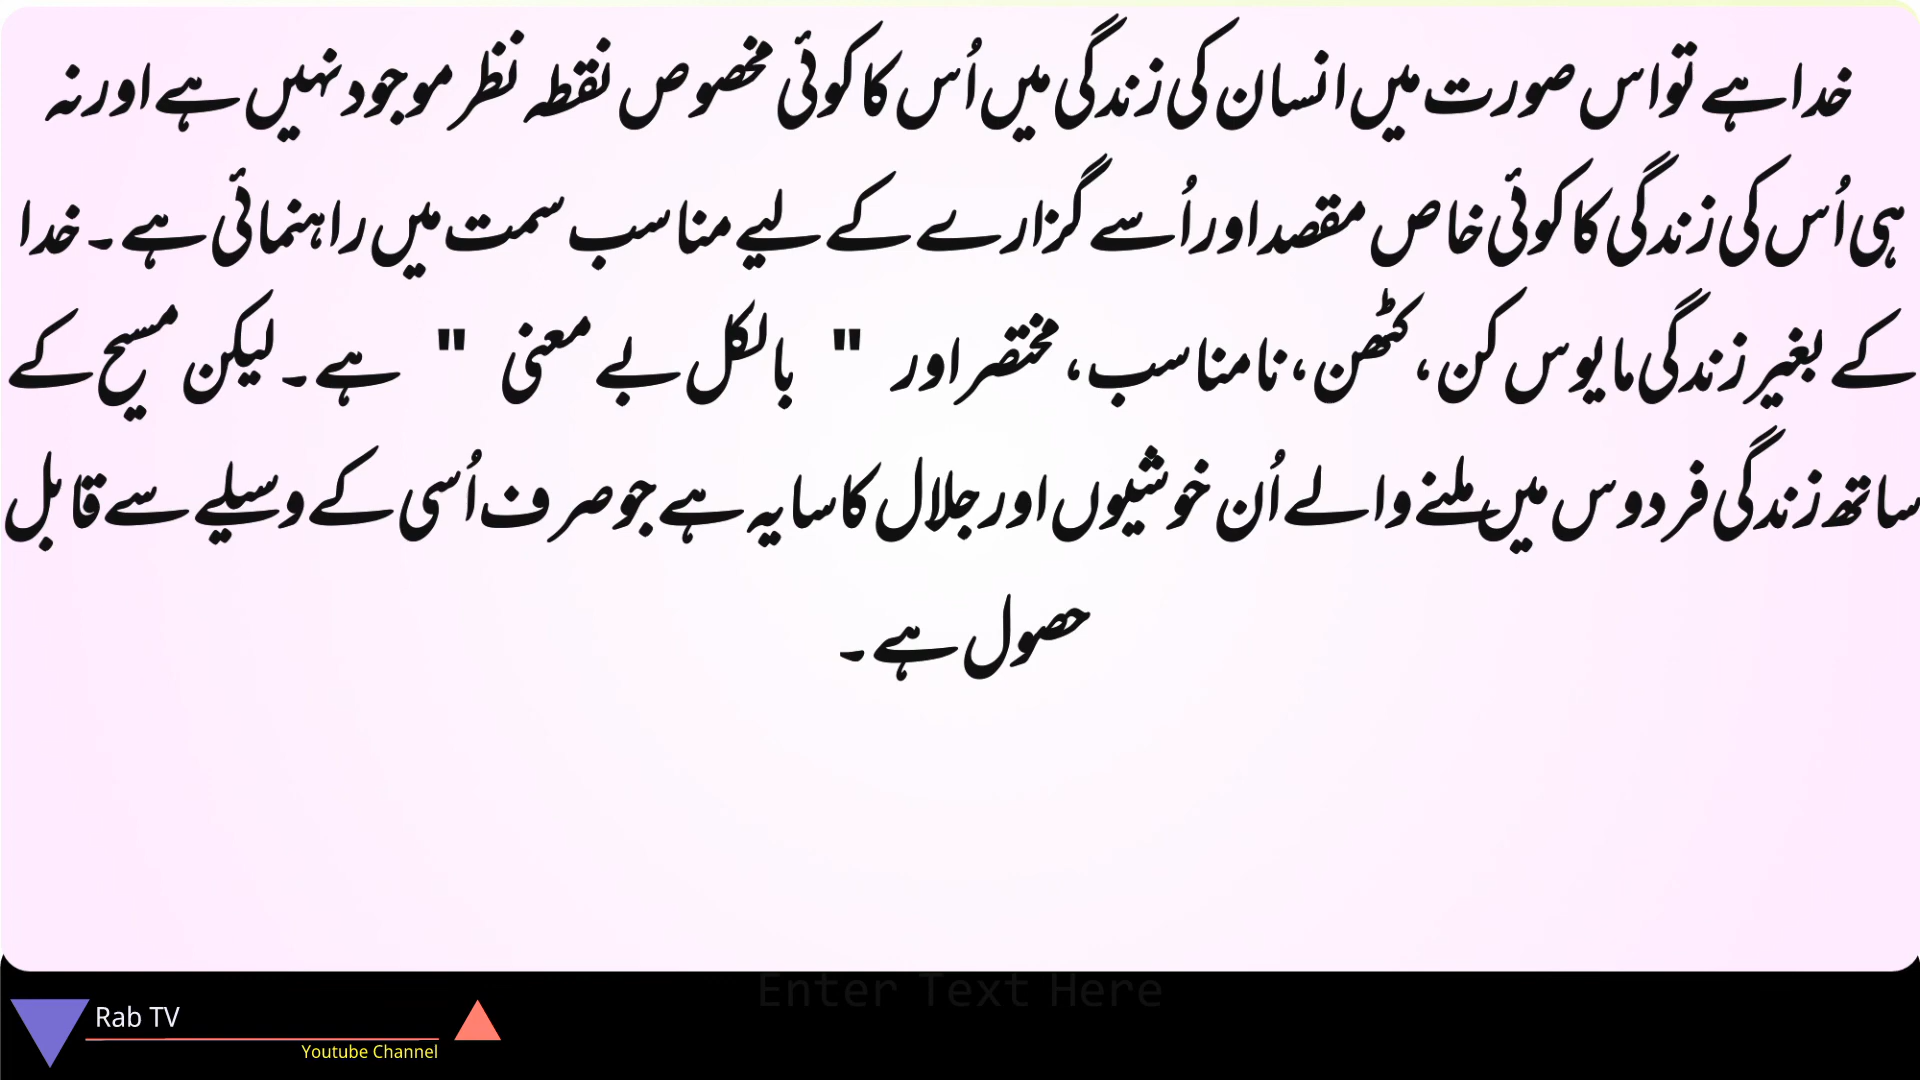 خدا ہے تو اس صورت میں انسان کی زندگی میں اُس کا کوئی مخصوص نقطہ نظر موجود نہیں ہے اور نہ
ہی اُس کی زندگی کا کوئی خاص مقصد اور اُسے گزارے کے لیے مناسب سمت میں راہنمائی ہے۔ خدا
کے بغیر زندگی مایوس کن، کٹھن، نامناسب، مختصر اور " بالکل بے معنی " ہے۔ لیکن مسیح کے
ساتھ زندگی فردوس میں ملنے والے اُن خوشیوں اور جلال کا سایہ ہے جو صرف اُسی کے وسیلے سے قابل
حصول ہے۔
Enter Text Here
Rab TV
Youtube Channel